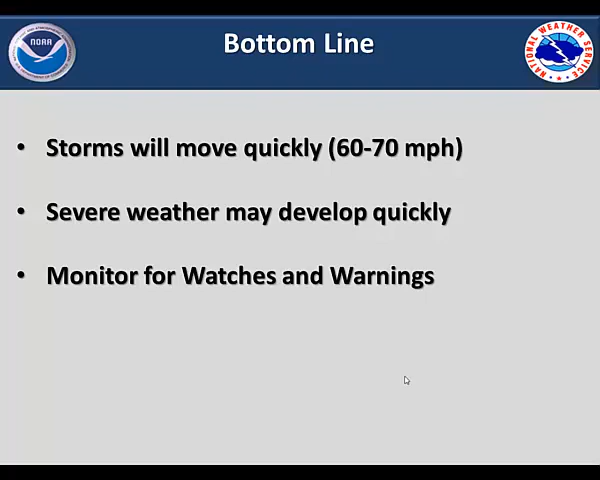 NOAA
Bottom Line
NATIONAL WEATHER SERVICE
• Storms will move quickly (60-70 mph)
• Severe weather may develop quickly
• Monitor for Watches and Warnings